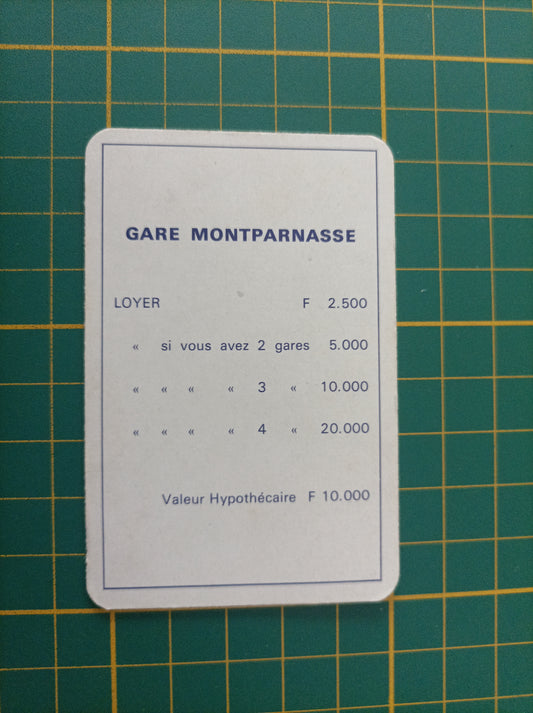 GARE MONTPARNASSE
LOYER F 2.500
« si vous avez 2 gares 5.000
« « « « 3 « 10.000
« « « « 4 « 20.000
Valeur Hypothécaire F 10.000